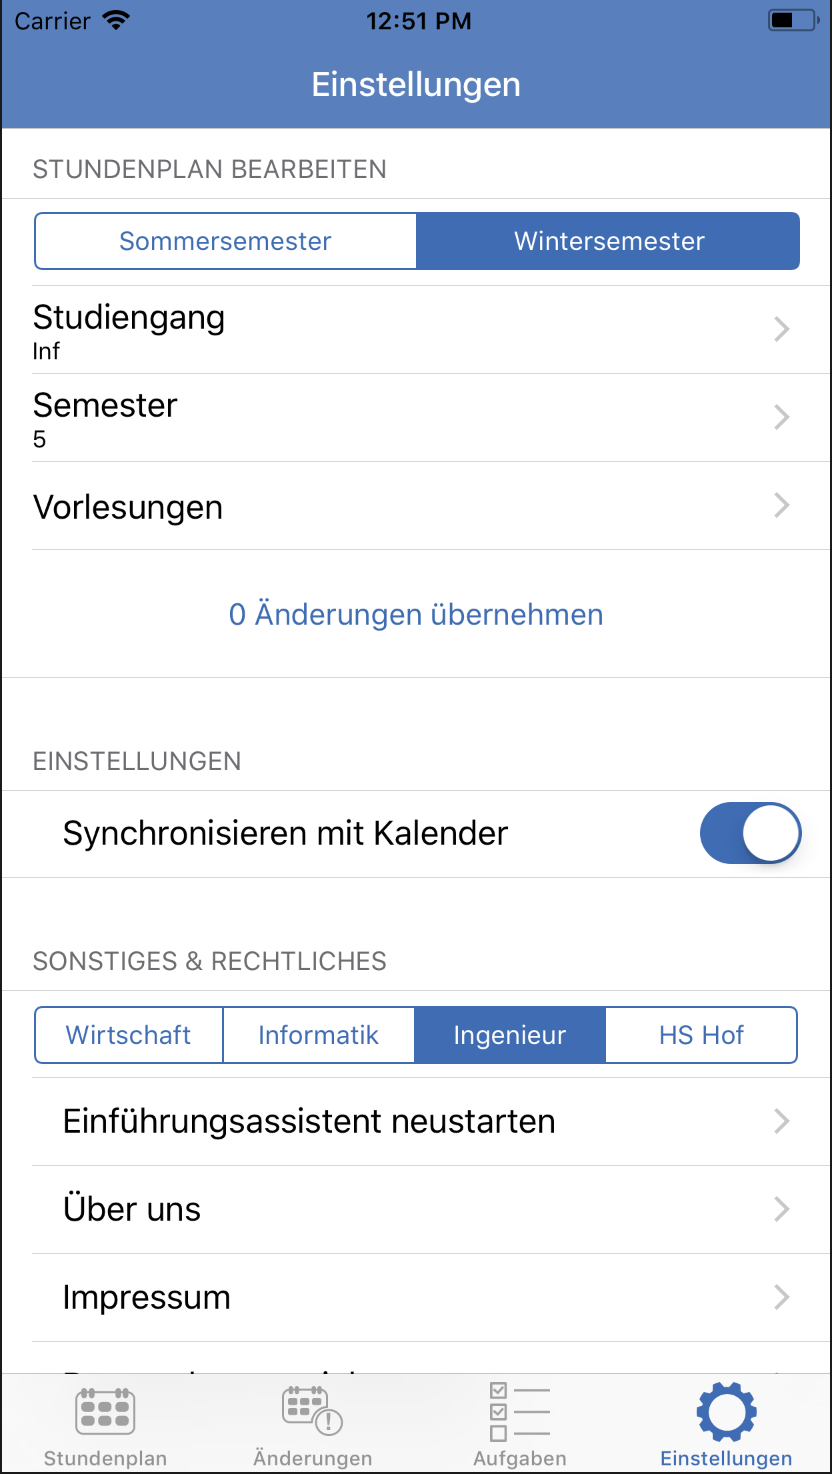 Carrier 12:51 PM
Einstellungen
STUNDENPLAN BEARBEITEN
Sommersemester Wintersemester
Studiengang
Inf
Semester
5
Vorlesungen
0 Änderungen übernehmen
EINSTELLUNGEN
Synchronisieren mit Kalender
SONSTIGES & RECHTLICHES
Wirtschaft Informatik Ingenieur HS Hof
Einführungsassistent neustarten
Über uns
Impressum
Stundenplan Änderungen Aufgaben Einstellungen